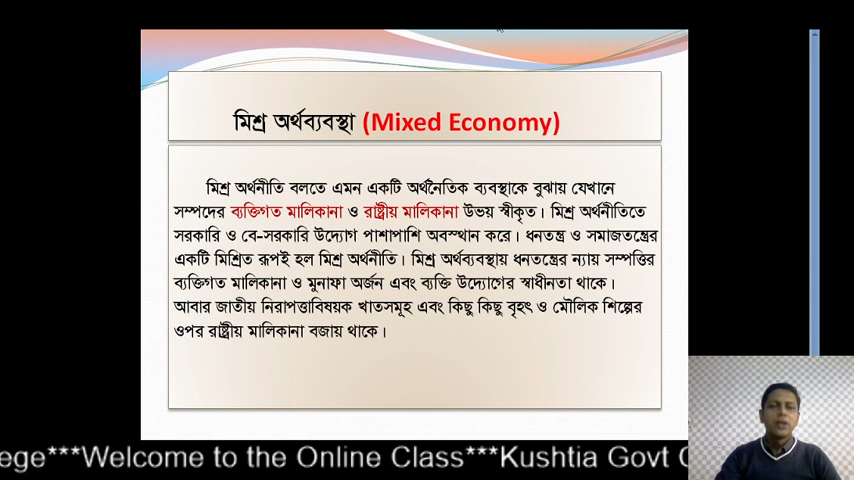 মিশ্র অর্থব্যবস্থা (Mixed Economy)
মিশ্র অর্থনীতি বলতে এমন একটি অর্থনৈতিক ব্যবস্থাকে বুঝায় যেখানে
সম্পদের ব্যক্তিগত মালিকানা ও রাষ্ট্রীয় মালিকানা উভয় স্বীকৃত। মিশ্র অর্থনীতিতে
সরকারি ও বে-সরকারি উদ্যোগ পাশাপাশি অবস্থান করে। ধনতন্ত্র ও সমাজতন্ত্রের
একটি মিশ্রিত রূপই হল মিশ্র অর্থনীতি। মিশ্র অর্থব্যবস্থায় ধনতন্ত্রের ন্যায় সম্পত্তির
ব্যক্তিগত মালিকানা ও মুনাফা অর্জন এবং ব্যক্তি উদ্যোগের স্বাধীনতা থাকে।
আবার জাতীয় নিরাপত্তাবিষয়ক খাতসমূহ এবং কিছু কিছু বৃহৎ ও মৌলিক শিল্পের
ওপর রাষ্ট্রীয় মালিকানা বজায় থাকে।
ege***Welcome to the Online Class***Kushtia Govt C